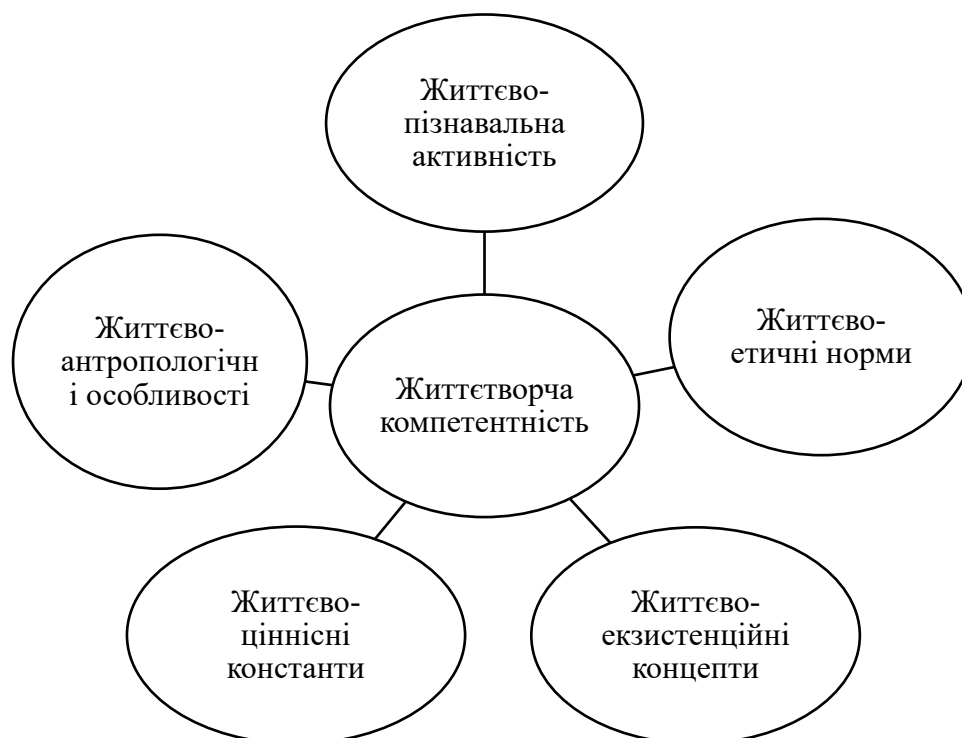 Життєво-
пізнавальна
активність
Життєво-
етичні норми
Життєво-
антропологічн
і особливості
Життєтворча
компетентність
Життєво-
ціннісні
константи
Життєво-
екзистенційні
концепти